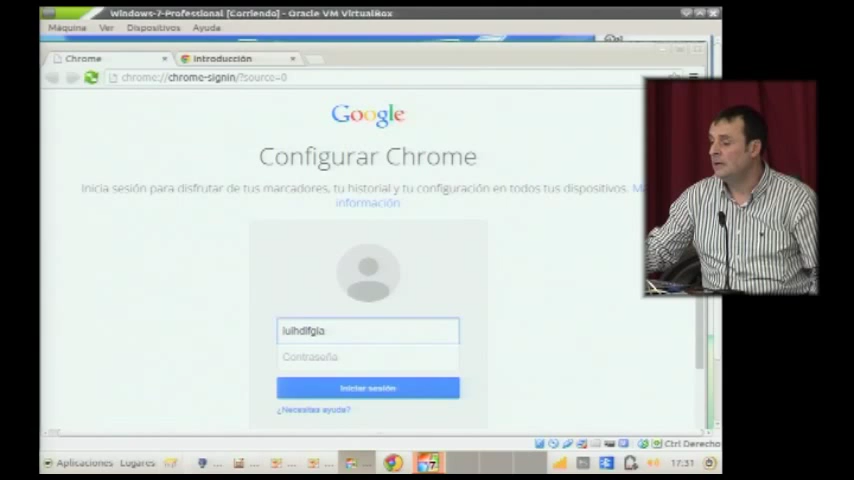 Windows-7-Professional [Corriendo] - Oracle VM VirtualBox
Máquina Ver Dispositivos Ayuda
Chrome
Introducción
chrome://chrome-signin/?source=0
Google
Configurar Chrome
Inicia sesión para disfrutar de tus marcadores, tu historial y tu configuración en todos tus dispositivos.
información
Contraseña
Iniciar sesión
¿Necesitas ayuda?
Ctrl Derecho
Aplicaciones Lugares
17:31